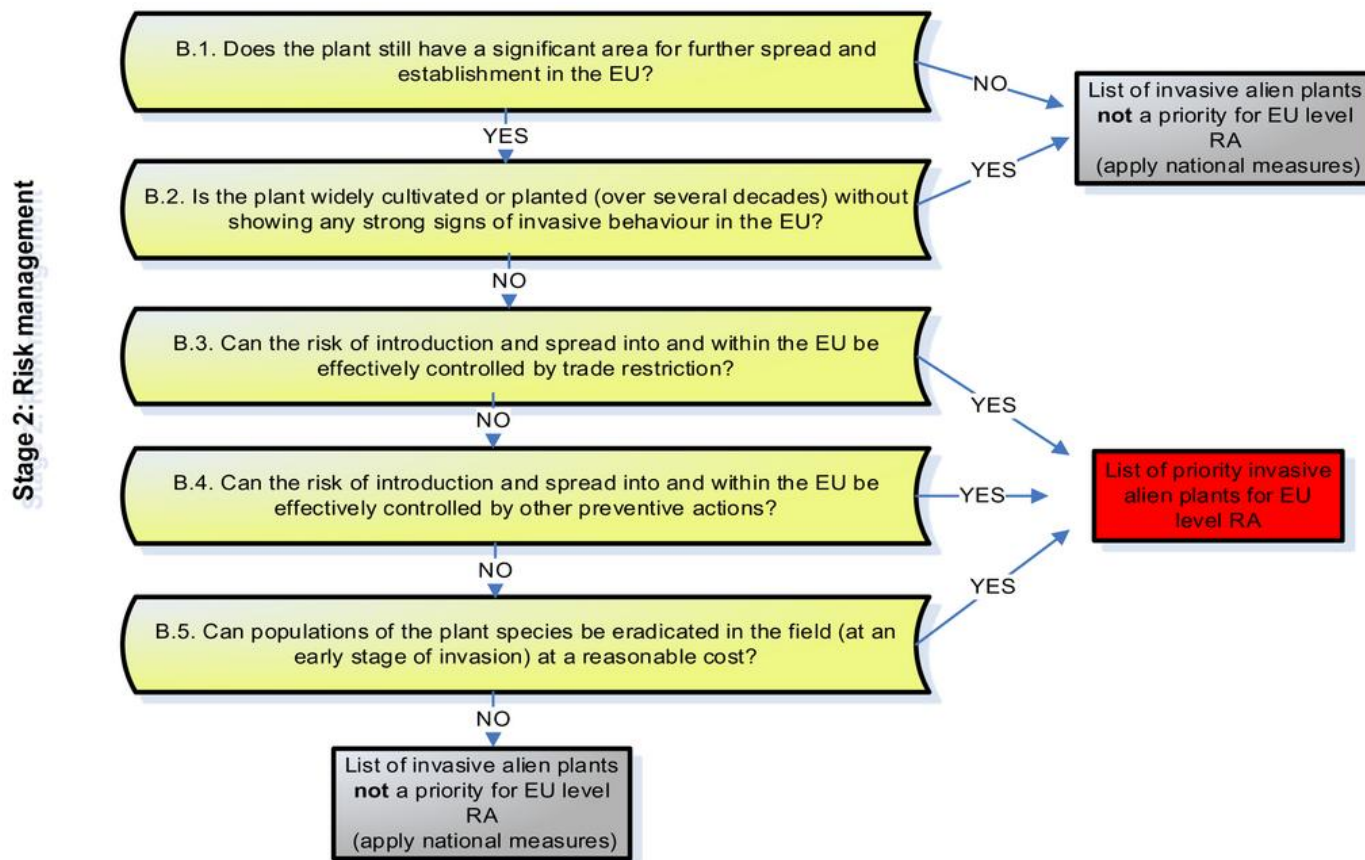 Stage 2: Risk management
B.1. Does the plant still have a significant area for further spread and
establishment in the EU?
NO
List of invasive alien plants
not a priority for EU level
RA
(apply national measures)
YES
YES
B.2. Is the plant widely cultivated or planted (over several decades) without
showing any strong signs of invasive behaviour in the EU?
NO
B.3. Can the risk of introduction and spread into and within the EU be
effectively controlled by trade restriction?
YES
NO
B.4. Can the risk of introduction and spread into and within the EU be
effectively controlled by other preventive actions?
YES
List of priority invasive
alien plants for EU
level RA
NO
YES
B.5. Can populations of the plant species be eradicated in the field (at an
early stage of invasion) at a reasonable cost?
NO
List of invasive alien plants
not a priority for EU level
RA
(apply national measures)